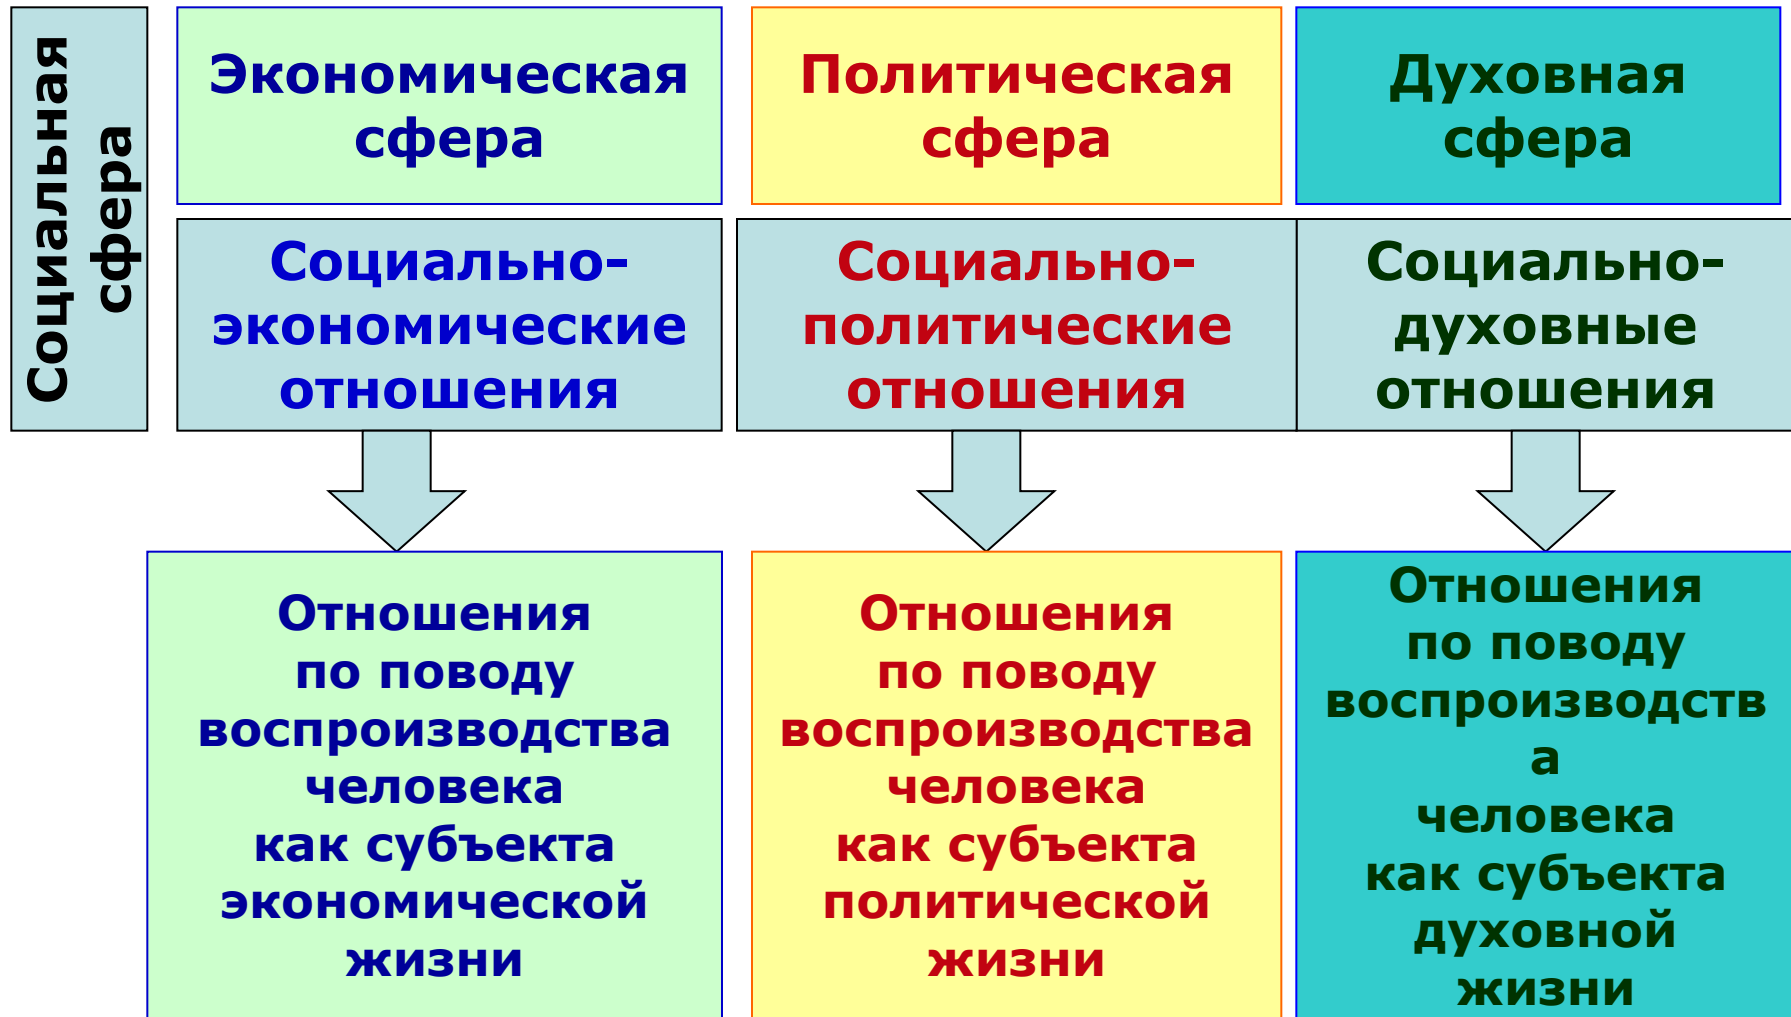 Социальная
сфера
Экономическая
сфера
Политическая
сфера
Духовная
сфера
Социально-
экономические
отношения
Социально-
политические
отношения
Социально-
духовные
отношения
Отношения
по поводу
воспроизводства
человека
как субъекта
экономической
жизни
Отношения
по поводу
воспроизводства
человека
как субъекта
политической
жизни
Отношения
по поводу
воспроизводств
а
человека
как субъекта
духовной
жизни